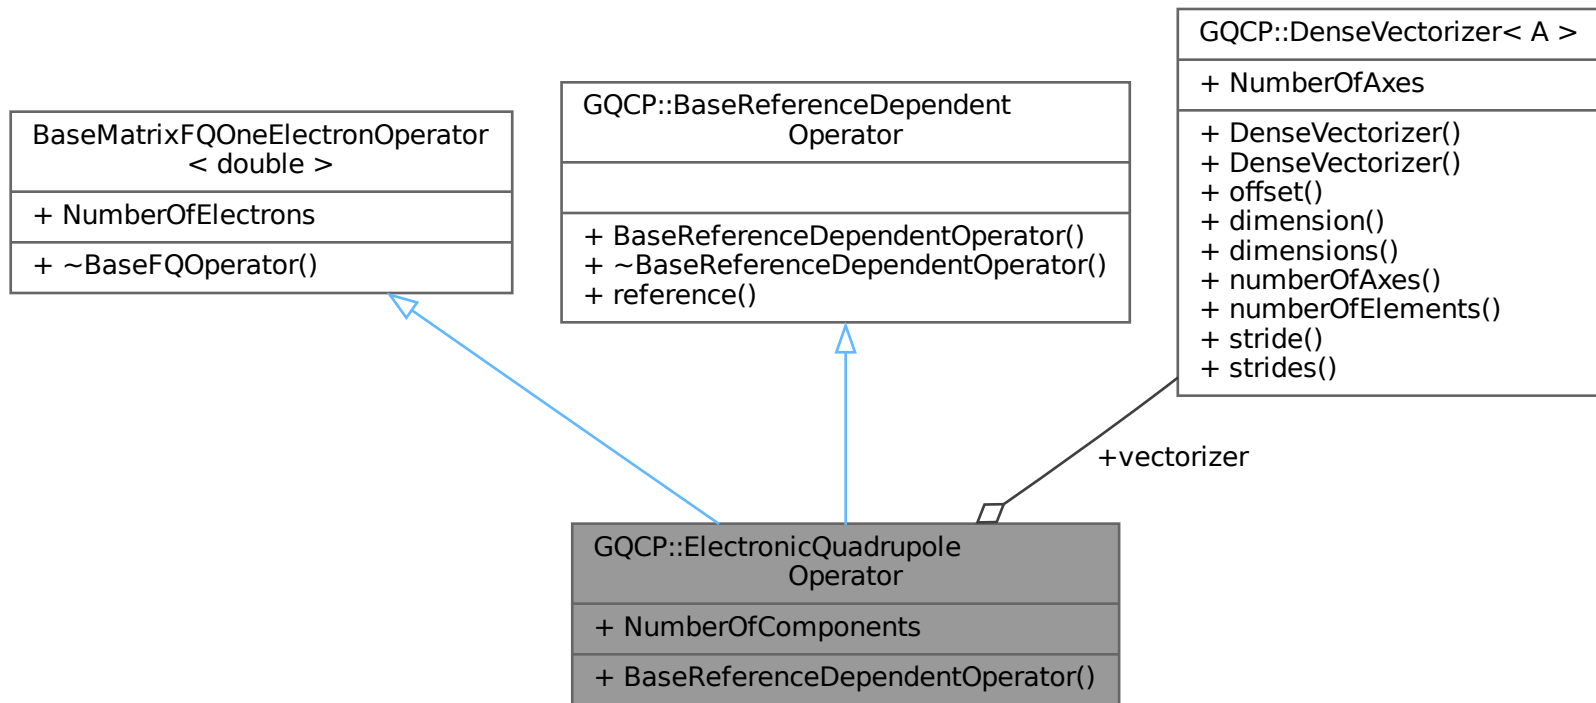 BaseMatrixFQOneElectronOperator
< double >
+ NumberOfElectrons
+ ~BaseFQOperator()
GQCP::BaseReferenceDependent
Operator
+ BaseReferenceDependentOperator()
+ ~BaseReferenceDependentOperator()
+ reference()
GQCP::DenseVectorizer< A >
+ NumberOfAxes
+ DenseVectorizer()
+ DenseVectorizer()
+ offset()
+ dimension()
+ dimensions()
+ numberOfAxes()
+ numberOfElements()
+ stride()
+ strides()
+vectorizer
GQCP::ElectronicQuadrupole
Operator
+ NumberOfComponents
+ BaseReferenceDependentOperator()